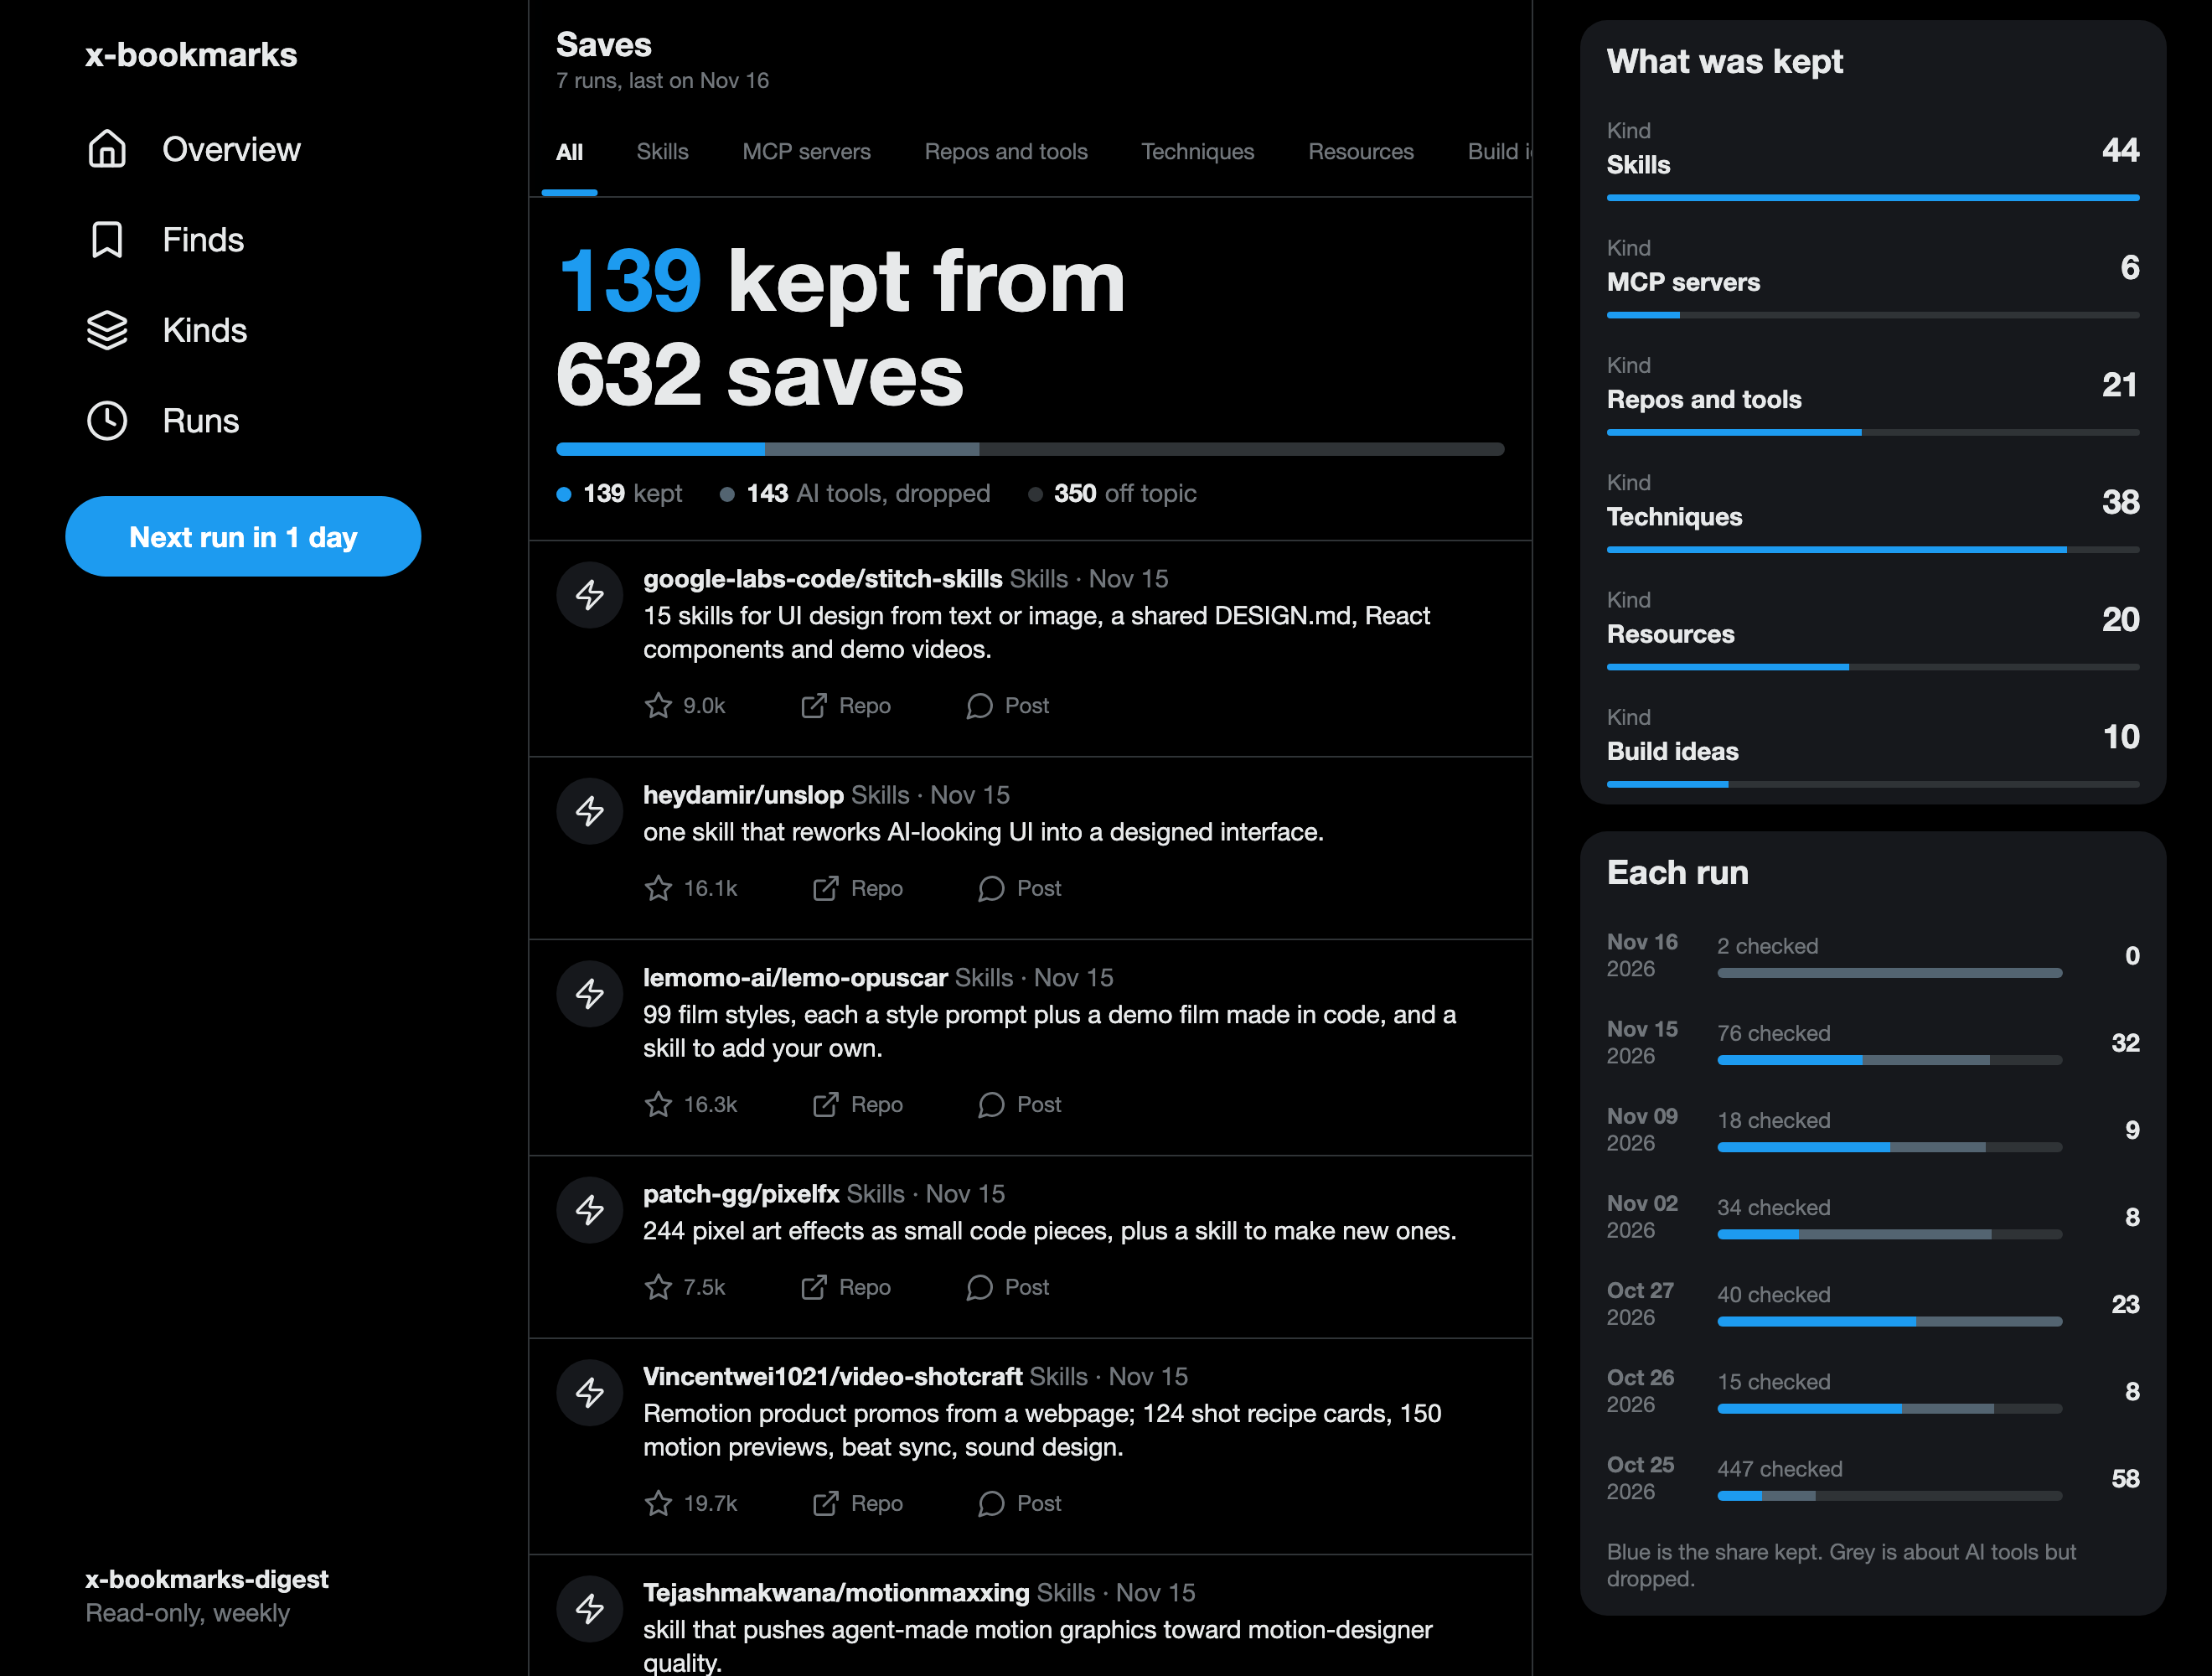 x-bookmarks
Overview
Finds
Kinds
Runs
Next run in 1 day
x-bookmarks-digest
Read-only, weekly
Saves
7 runs, last on Nov 16
All Skills MCP servers Repos and tools Techniques Resources Build
139 kept from
632 saves
139 kept 143 AI tools, dropped 350 off topic
google-labs-code/stitch-skills Skills · Nov 15
15 skills for UI design from text or image, a shared DESIGN.md, React
components and demo videos.
9.0k Repo Post
heydamir/unslop Skills · Nov 15
one skill that reworks AI-looking UI into a designed interface.
16.1k Repo Post
lemomo-ai/lemo-opuscar Skills · Nov 15
99 film styles, each a style prompt plus a demo film made in code, and a
skill to add your own.
16.3k Repo Post
patch-gg/pixelfx Skills · Nov 15
244 pixel art effects as small code pieces, plus a skill to make new ones.
7.5k Repo Post
Vincentwei1021/video-shotcraft Skills · Nov 15
Remotion product promos from a webpage; 124 shot recipe cards, 150
motion previews, beat sync, sound design.
19.7k Repo Post
Tejashmakwana/motionmaxxing Skills · Nov 15
skill that pushes agent-made motion graphics toward motion-designer
quality.
What was kept
Kind
Skills 44
Kind
MCP servers 6
Kind
Repos and tools 21
Kind
Techniques 38
Kind
Resources 20
Kind
Build ideas 10
Each run
Nov 16 2 checked 0
2026
Nov 15 76 checked 32
2026
Nov 09 18 checked 9
2026
Nov 02 34 checked 8
2026
Oct 27 40 checked 23
2026
Oct 26 15 checked 8
2026
Oct 25 447 checked 58
2026
Blue is the share kept. Grey is about AI tools but
dropped.